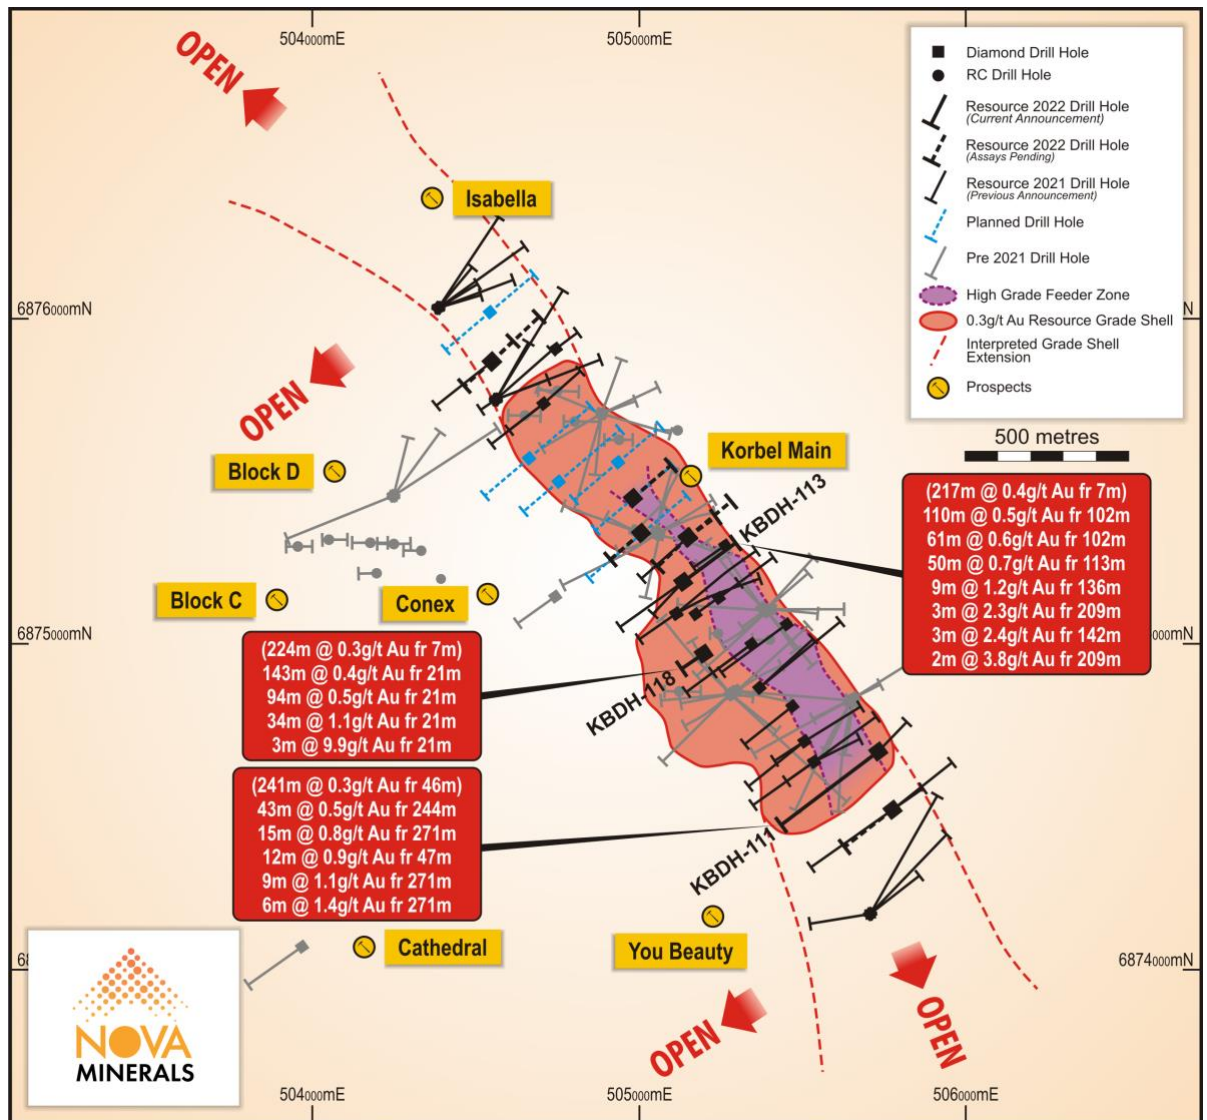 504000mE
505000mE
OPEN
Diamond Drill Hole
RC Drill Hole
Resource 2022 Drill Hole
(Current Announcement)
Resource 2022 Drill Hole
(Assays Pending)
Resource 2021 Drill Hole
(Previous Announcement)
Planned Drill Hole
Pre 2021 Drill Hole
High Grade Feeder Zone
0.3g/t Au Resource Grade Shell
Interpreted Grade Shell
Extension
Prospects
Isabella
6876000mN
N
OPEN
500 metres
Block D
Korbel Main
KBDH-113
(217m @ 0.4g/t Au fr 7m)
110m @ 0.5g/t Au fr 102m
61m @ 0.6g/t Au fr 102m
50m @ 0.7g/t Au fr 113m
9m @ 1.2g/t Au fr 136m
3m @ 2.3g/t Au fr 209m
3m @ 2.4g/t Au fr 142m
2m @ 3.8g/t Au fr 209m
Block C
Conex
6875000mN
000mN
(224m @ 0.3g/t Au fr 7m)
143m @ 0.4g/t Au fr 21m
94m @ 0.5g/t Au fr 21m
34m @ 1.1g/t Au fr 21m
3m @ 9.9g/t Au fr 21m
KBDH-118
(241m @ 0.3g/t Au fr 46m)
43m @ 0.5g/t Au fr 244m
15m @ 0.8g/t Au fr 271m
12m @ 0.9g/t Au fr 47m
9m @ 1.1g/t Au fr 271m
6m @ 1.4g/t Au fr 271m
KBDH-111
Cathedral
You Beauty
6874000mN
NOVA
MINERALS
OPEN
OPEN
504000mE
505000mE
506000mE